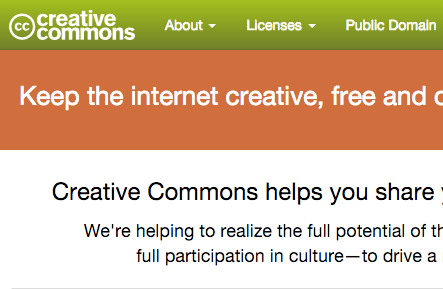 cc creative commons
About Licenses Public Domain
Keep the internet creative, free and
Creative Commons helps you share
We're helping to realize the full potential of
full participation in culture—to drive a